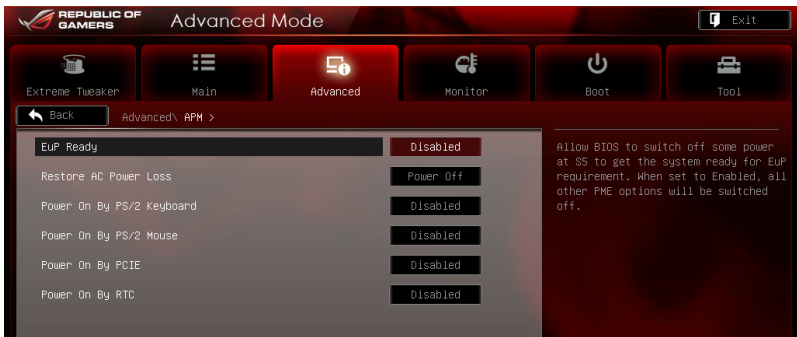 REPUBLIC OF
GAMERS
Advanced Mode
Exit
Extreme Tweaker
Main
Advanced
Monitor
Boot
Tool
Back
Advanced\ APM >
EuP Ready
Disabled
Restore AC Power Loss
Power Off
Power On By PS/2 Keyboard
Disabled
Power On By PS/2 Mouse
Disabled
Power On By PCIE
Disabled
Power On By RTC
Disabled
Allow BIOS to switch off some power
at S5 to get the system ready for EuP
requirement. When set to Enabled, all
other PME options will be switched
off.